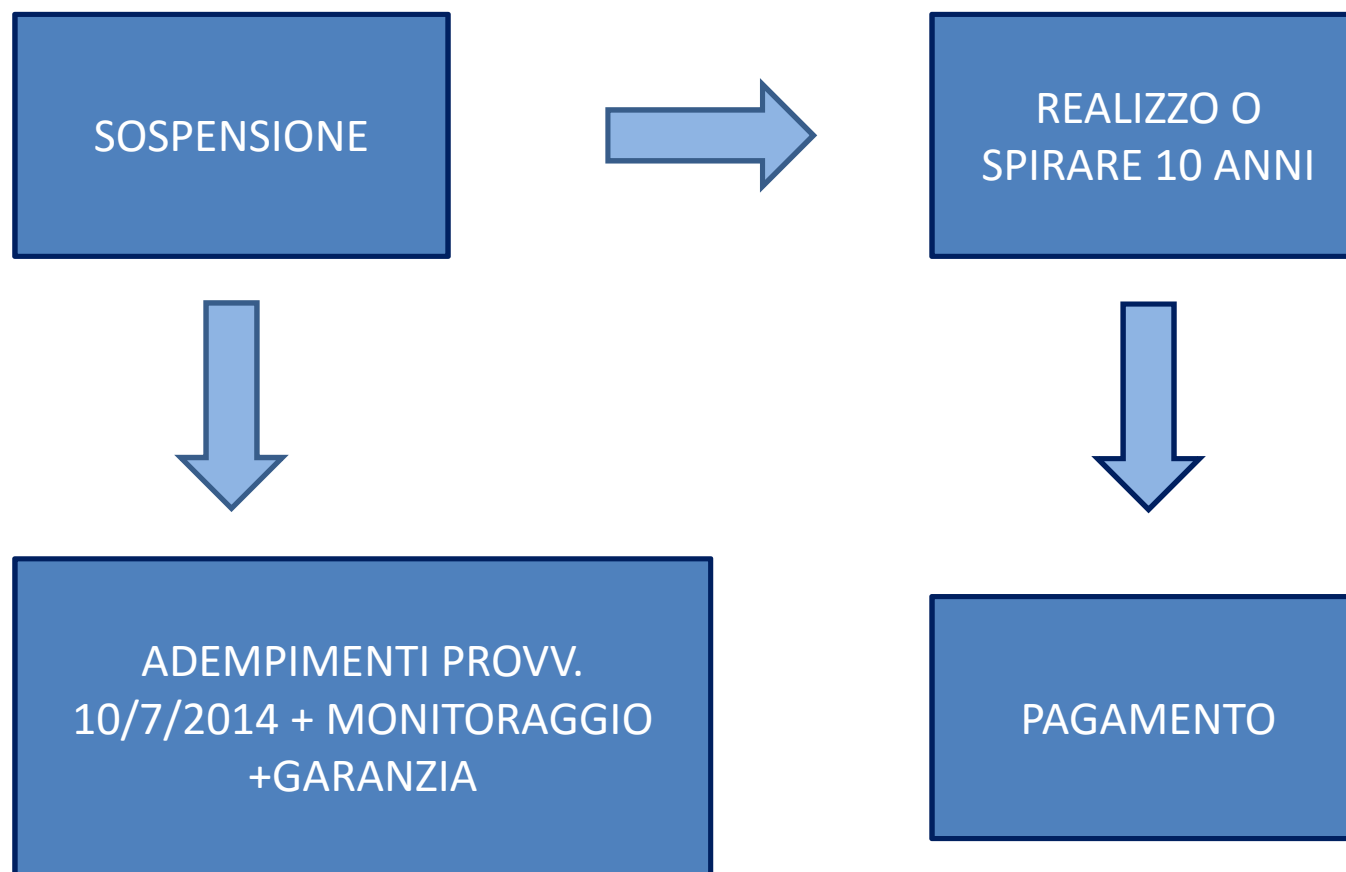 SOSPENSIONE
REALIZZO O
SPIRARE 10 ANNI
ADEMPIMENTI PROVV.
10/7/2014 + MONITORAGGIO
+GARANZIA
PAGAMENTO